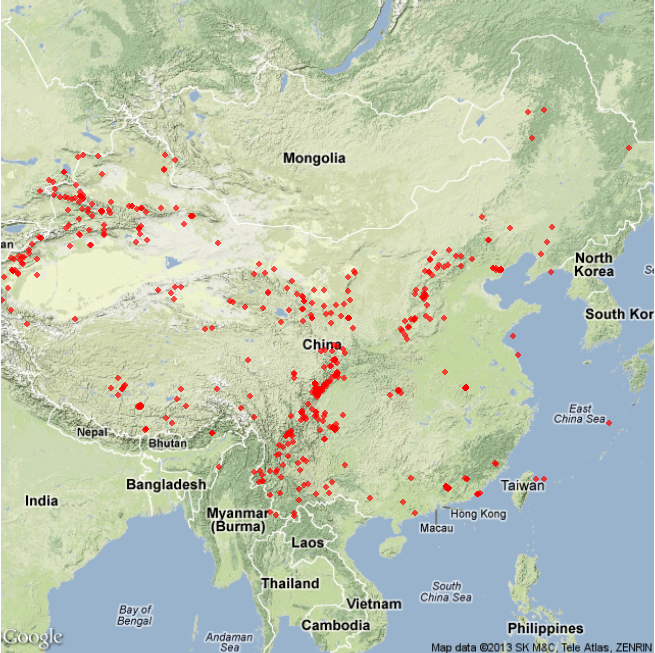 Mongolia
an
North
Korea
Se
South Kor
China
East
China Sea
Nepal
Bhutan
Bangladesh
Taiwan
India
Myanmar
(Burma)
Hong Kong
Macau
Laos
Thailand
South
China Sea
Vietnam
Bay of
Bengal
Cambodia
Philippines
Andaman
Sea
Google
Map data ©2013 SK M&C, Tele Atlas, ZENRIN